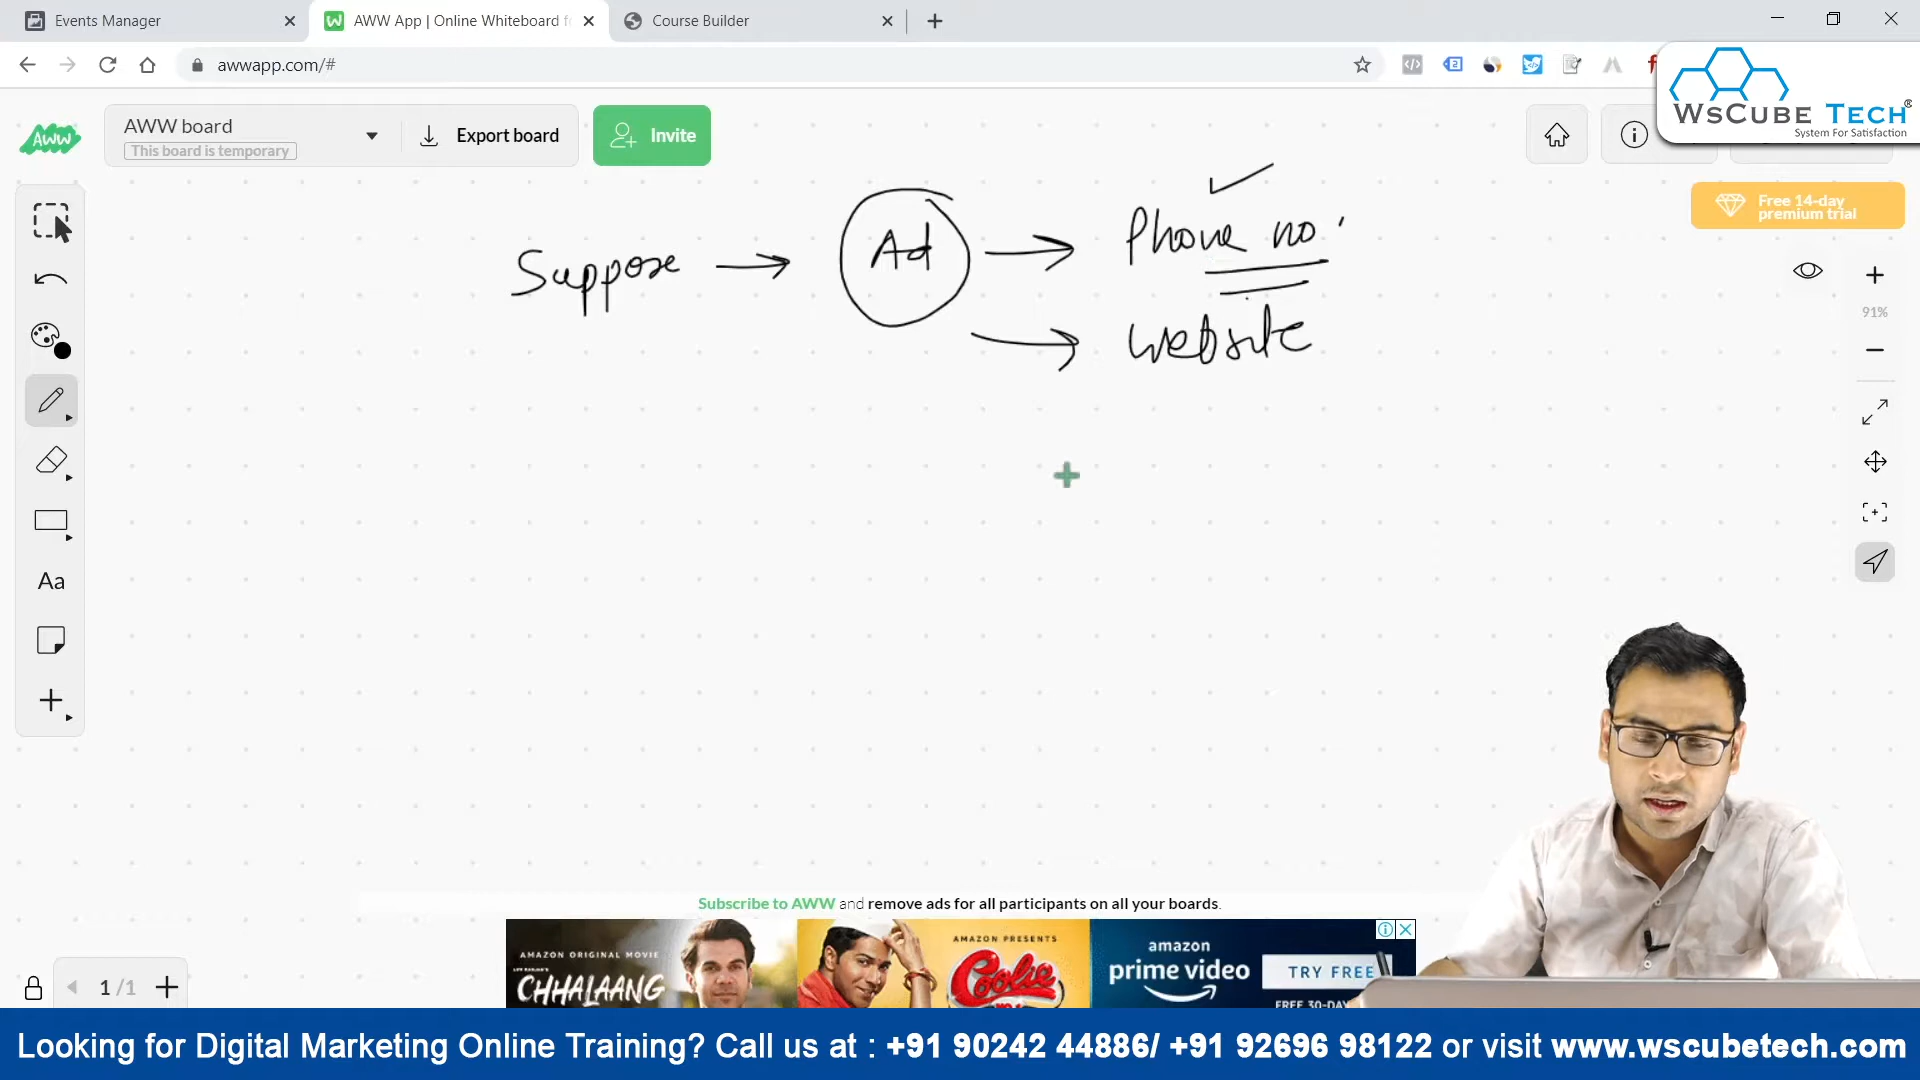 Events Manager
AWW App | Online Whiteboard f
Course Builder
awwapp.com/#
WsCube Tech®
System For Satisfaction
AWW board
This board is temporary
Export board
Invite
Free 14-day
premium trial
91%
Suppose → Ad → Phone no.
→ website
Aa
Subscribe to AWW and remove ads for all participants on all your boards.
AMAZON ORIGINAL MOVIE
CHHALAANG
AMAZON PRESENTS
Coolie
amazon
prime video
TRY FREE
FREE 30-DAY
1 /1
Looking for Digital Marketing Online Training? Call us at : +91 90242 44886/ +91 92696 98122 or visit www.wscubetech.com